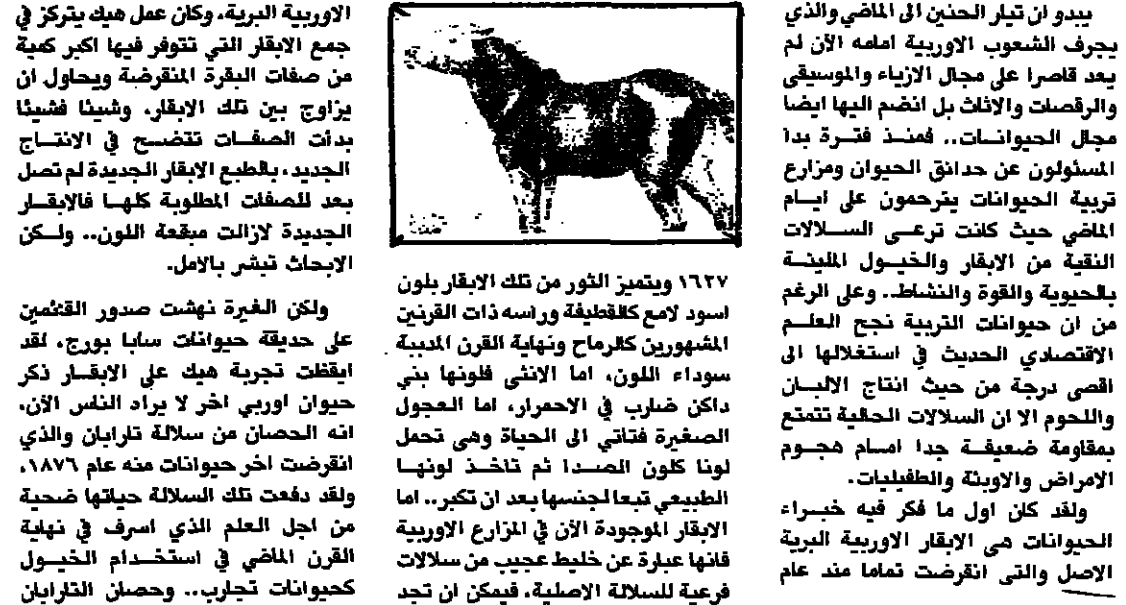 يبدو ان تيار الحنين الى الماضي والذي
يجرف الشعوب الاوربية امامه الآن لم
يعد قاصرا على مجال الازياء والموسيقى
والرقصات والاثاث بل انضم اليها ايضا
مجال الحيوانات.. فمنذ فترة بدا
المسئولون عن حدائق الحيوان ومزارع
تربية الحيوانات يترحمون على ايام
الماضي حيث كانت ترعى السلالات
النقية من الابقار والخيول المليئة
بالحيوية والقوة والنشاط.. وعلى الرغم
من ان حيوانات التربية نجح العلم
الاقتصادي الحديث في استغلالها الى
اقصى درجة من حيث انتاج الالبان
واللحوم الا ان السلالات الحالية تتمتع
بمقاومة ضعيفة جدا امام هجوم
الامراض والاوبئة والطفيليات.
ولقد كان اول ما فكر فيه خبراء
الحيوانات هى الابقار الاوربية البرية
الاصل والتى انقرضت تماما منذ عام
١٦٢٧ ويتميز الثور من تلك الابقار بلون
اسود لامع كالقطيفة وراسه ذات القرنين
المشهورين كالرماح ونهاية القرن المدببة
سوداء اللون، اما الانثى فلونها بني
داكن ضارب في الاحمرار، اما العجول
الصغيرة فتاتي الى الحياة وهى تحمل
لونا كلون الصدا ثم تاخذ لونها
الطبيعي تبعا لجنسها بعد ان تكبر.. اما
الابقار الموجودة الآن في المزارع الاوربية
فانها عبارة عن خليط عجيب من سلالات
فرعية للسلالة الاصلية، فيمكن ان تجد
الاوربية البرية، وكان عمل هيك يتركز في
جمع الابقار التي تتوفر فيها اكبر كمية
من صفات البقرة المنقرضة ويحاول ان
يزاوج بين تلك الابقار، وشيئا فشيئا
بدأت الصفات تتضح في الانتاج
الجديد، بالطبع الابقار الجديدة لم تصل
بعد للصفات المطلوبة كلها فالابقار
الجديدة لازالت مبقعة اللون.. ولكن
الابحاث تبشر بالامل.
ولكن الغيرة نهشت صدور القائمين
على حديقة حيوانات سابا بورج، لقد
ايقظت تجربة هيك على الابقار ذكر
حيوان اوربي اخر لا يراد الناس الآن،
انه الحصان من سلالة تارابان والذي
انقرضت اخر حيوانات منه عام ١٨٧٦،
ولقد دفعت تلك السلالة حياتها ضحية
من اجل العلم الذي اسرف في نهاية
القرن الماضي في استخدام الخيول
كحيوانات تجارب.. وحصان التارابان